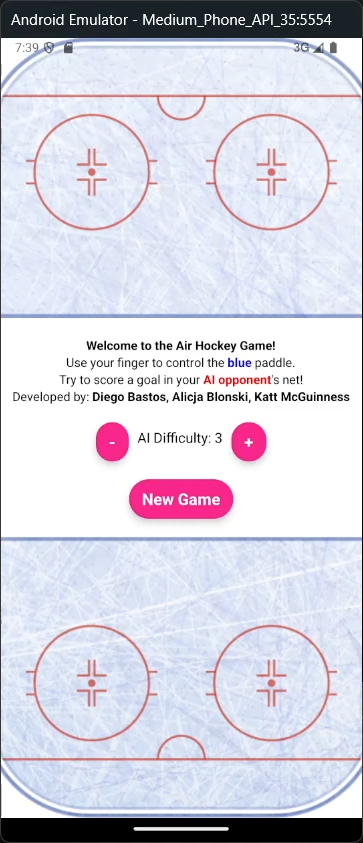 Android Emulator - Medium_Phone_API_35:5554
7:39 3G
Welcome to the Air Hockey Game!
Use your finger to control the blue paddle.
Try to score a goal in your AI opponent's net!
Developed by: Diego Bastos, Alicja Blonski, Katt McGuinness
- AI Difficulty: 3 +
New Game